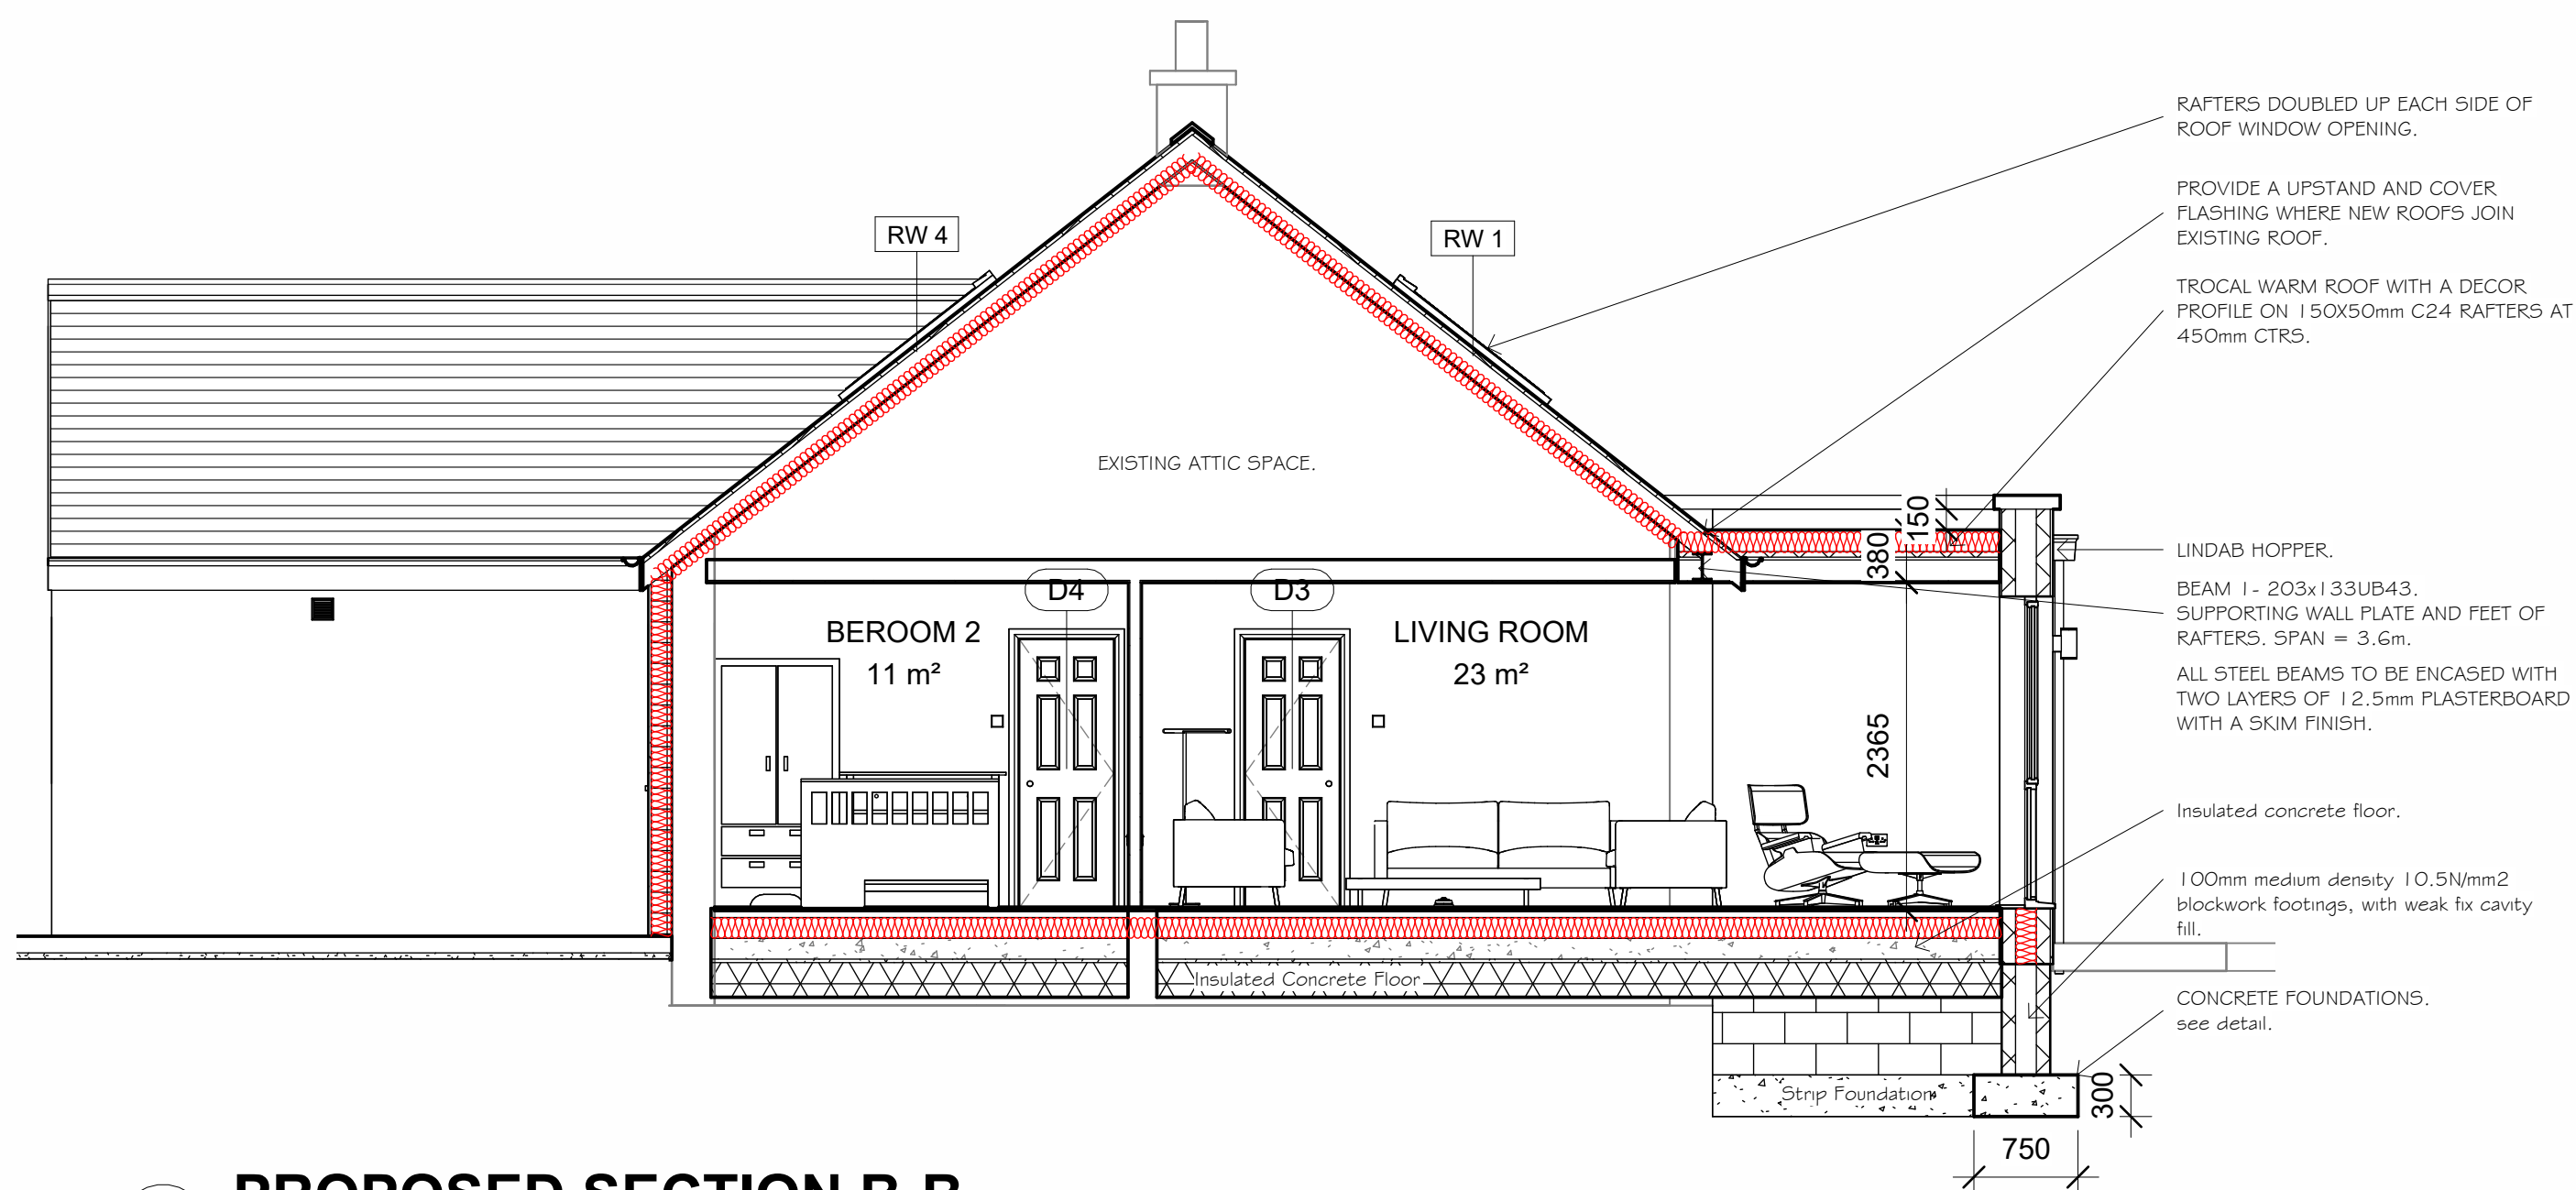 RAFTERS DOUBLED UP EACH SIDE OF
ROOF WINDOW OPENING.
PROVIDE A UPSTAND AND COVER
FLASHING WHERE NEW ROOFS JOIN
EXISTING ROOF.
TROCAL WARM ROOF WITH A DECOR
PROFILE ON 150X50mm C24 RAFTERS AT
450mm CTRS.
RW 4
RW 1
EXISTING ATTIC SPACE.
150
380
LINDAB HOPPER.
BEAM 1- 203x133UB43.
SUPPORTING WALL PLATE AND FEET OF
RAFTERS. SPAN = 3.6m.
ALL STEEL BEAMS TO BE ENCASED WITH
TWO LAYERS OF 12.5mm PLASTERBOARD
WITH A SKIM FINISH.
D4
D3
BEROOM 2
11 m²
LIVING ROOM
23 m²
2365
Insulated concrete floor.
100mm medium density 10.5N/mm2
blockwork footings, with weak fix cavity
fill.
Insulated Concrete Floor
CONCRETE FOUNDATIONS.
see detail.
Strip Foundation
300
750
PROPOSED SECTION B-B